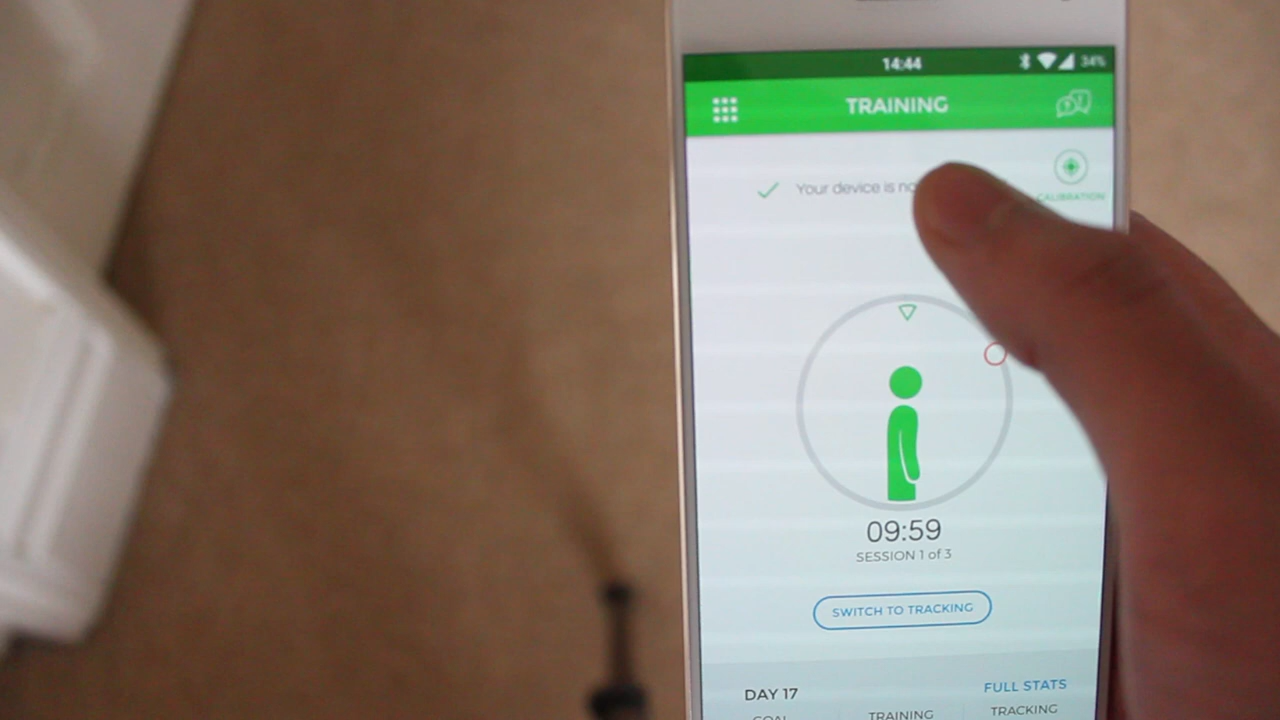 14:44 34%
TRAINING
Your device is
CALIBRATION
09:59
SESSION 1 of 3
SWITCH TO TRACKING
DAY 17 FULL STATS
GOAL TRAINING TRACKING